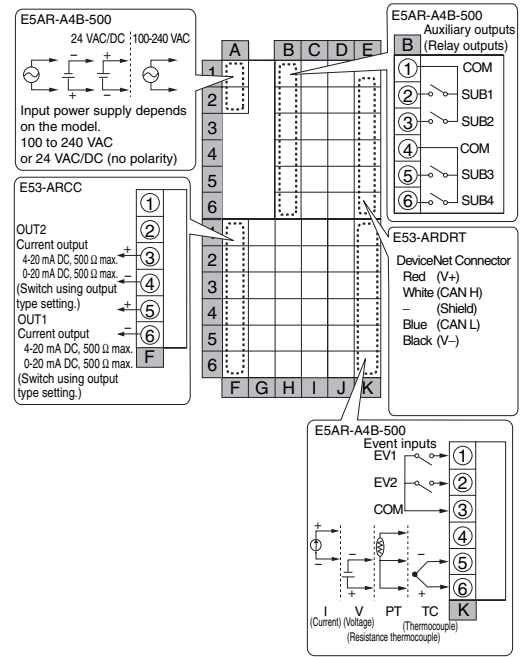 E5AR-A4B-500
24 VAC/DC 100-240 VAC
Input power supply depends
on the model.
100 to 240 VAC
or 24 VAC/DC (no polarity)
E53-ARCC
OUT2
Current output
4-20 mA DC, 500 Ω max.
0-20 mA DC, 500 Ω max.
(Switch using output
type setting.)
OUT1
Current output
4-20 mA DC, 500 Ω max.
0-20 mA DC, 500 Ω max.
(Switch using output
type setting.)
+
−
+
−
1
2
3
4
5
6
F
A B C D E
1
2
3
4
5
6
1
2
3
4
5
6
F G H I J K
E5AR-A4B-500
Auxiliary outputs
(Relay outputs)
B
1 COM
2 SUB1
3 SUB2
4 COM
5 SUB3
6 SUB4
E53-ARDRT
DeviceNet Connector
Red (V+)
White (CAN H)
– (Shield)
Blue (CAN L)
Black (V–)
E5AR-A4B-500
Event inputs
EV1 1
EV2 2
COM 3
4
5
6
+ − − + − +
I V PT TC K
(Current) (Voltage) (Thermocouple)
(Resistance thermocouple)